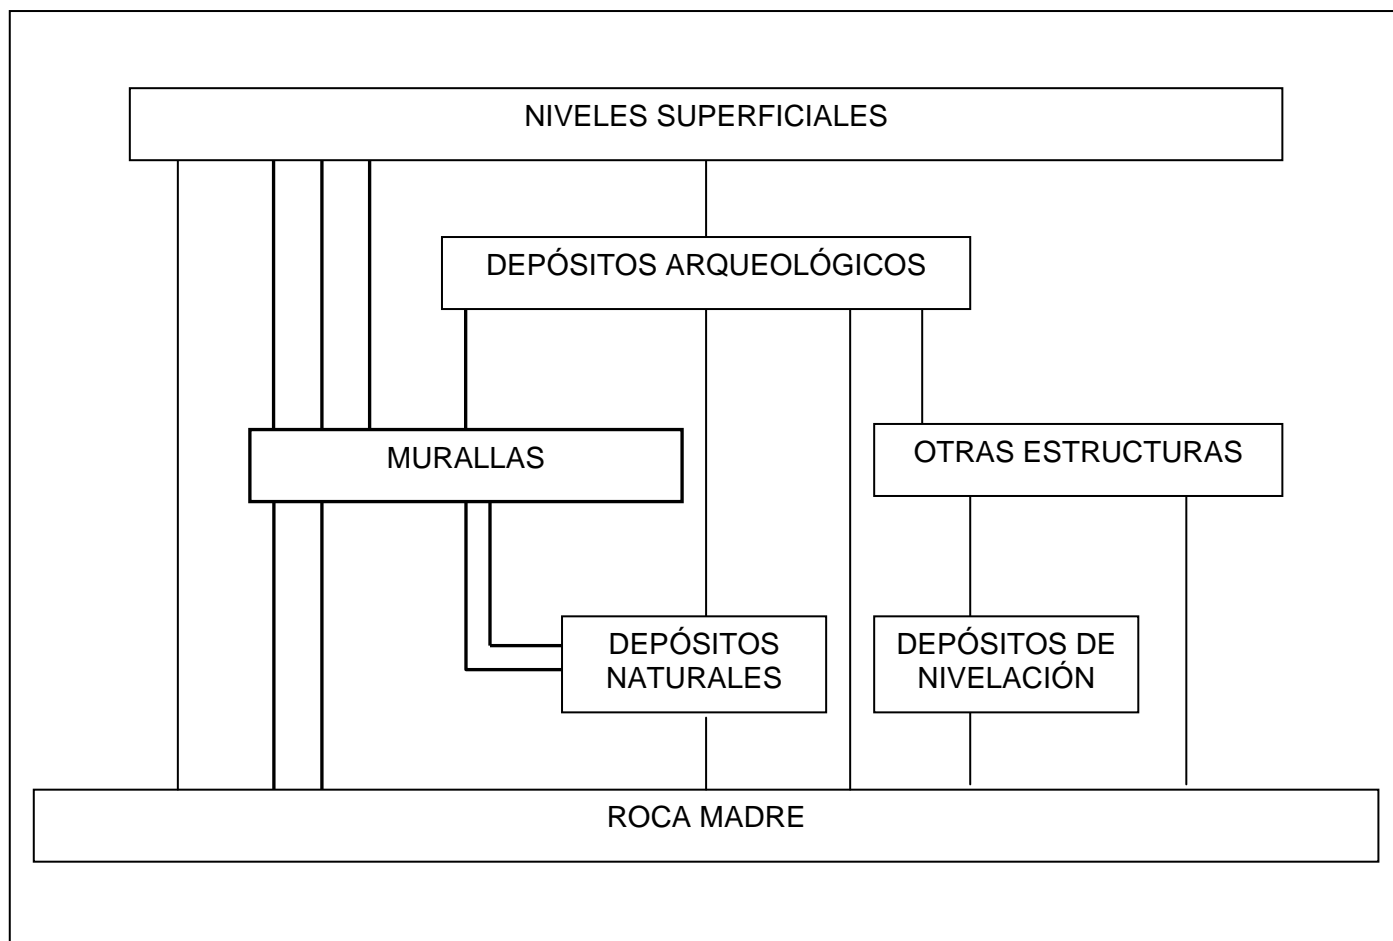 NIVELES SUPERFICIALES
DEPÓSITOS ARQUEOLÓGICOS
MURALLAS
OTRAS ESTRUCTURAS
DEPÓSITOS
NATURALES
DEPÓSITOS DE
NIVELACIÓN
ROCA MADRE